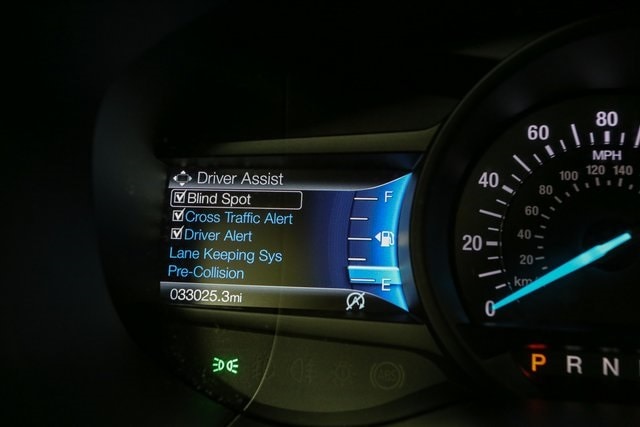 Driver Assist
Blind Spot
Cross Traffic Alert
Driver Alert
Lane Keeping Sys
Pre-Collision
033025.3mi
F
E
0
20
40
60
80
MPH
20
40
60
80
100 120 140
km
P R N